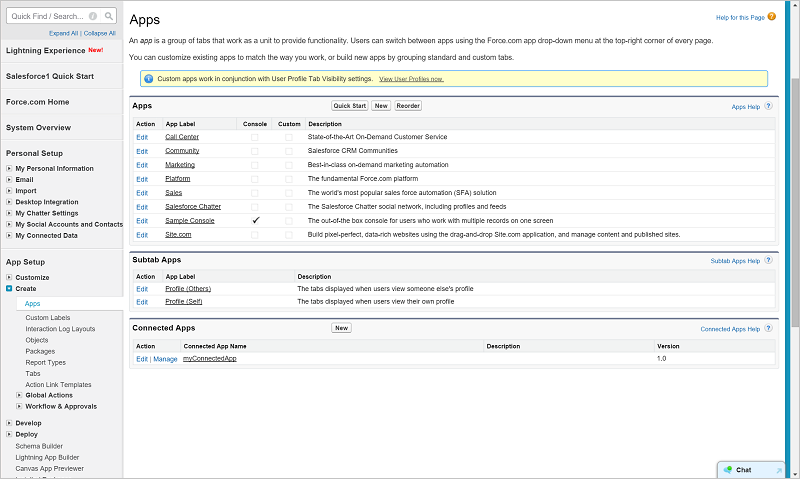 Quick Find / Search...
Expand All | Collapse All
Lightning Experience New!
Salesforce1 Quick Start
Force.com Home
System Overview
Personal Setup
My Personal Information
Email
Import
Desktop Integration
My Chatter Settings
My Social Accounts and Contacts
My Connected Data
App Setup
Customize
Create
Apps
Custom Labels
Interaction Log Layouts
Objects
Packages
Report Types
Tabs
Action Link Templates
Global Actions
Workflow & Approvals
Develop
Deploy
Schema Builder
Lightning App Builder
Canvas App Previewer
Apps
Help for this Page ?
An app is a group of tabs that work as a unit to provide functionality. Users can switch between apps using the Force.com app drop-down menu at the top-right corner of every page.
You can customize existing apps to match the way you work, or build new apps by grouping standard and custom tabs.
Custom apps work in conjunction with User Profile Tab Visibility settings. View User Profiles now.
Apps Quick Start New Reorder Apps Help ?
Action App Label Console Custom Description
Edit Call Center State-of-the-Art On-Demand Customer Service
Edit Community Salesforce CRM Communities
Edit Marketing Best-in-class on-demand marketing automation
Edit Platform The fundamental Force.com platform
Edit Sales The world's most popular sales force automation (SFA) solution
Edit Salesforce Chatter The Salesforce Chatter social network, including profiles and feeds
Edit Sample Console ✓ The out-of-the box console for users who work with multiple records on one screen
Edit Site.com Build pixel-perfect, data-rich websites using the drag-and-drop Site.com application, and manage content and published sites.
Subtab Apps Subtab Apps Help ?
Action App Label Description
Edit Profile (Others) The tabs displayed when users view someone else's profile
Edit Profile (Self) The tabs displayed when users view their own profile
Connected Apps New Connected Apps Help ?
Action Connected App Name Description Version
Edit | Manage myConnectedApp 1.0
Chat